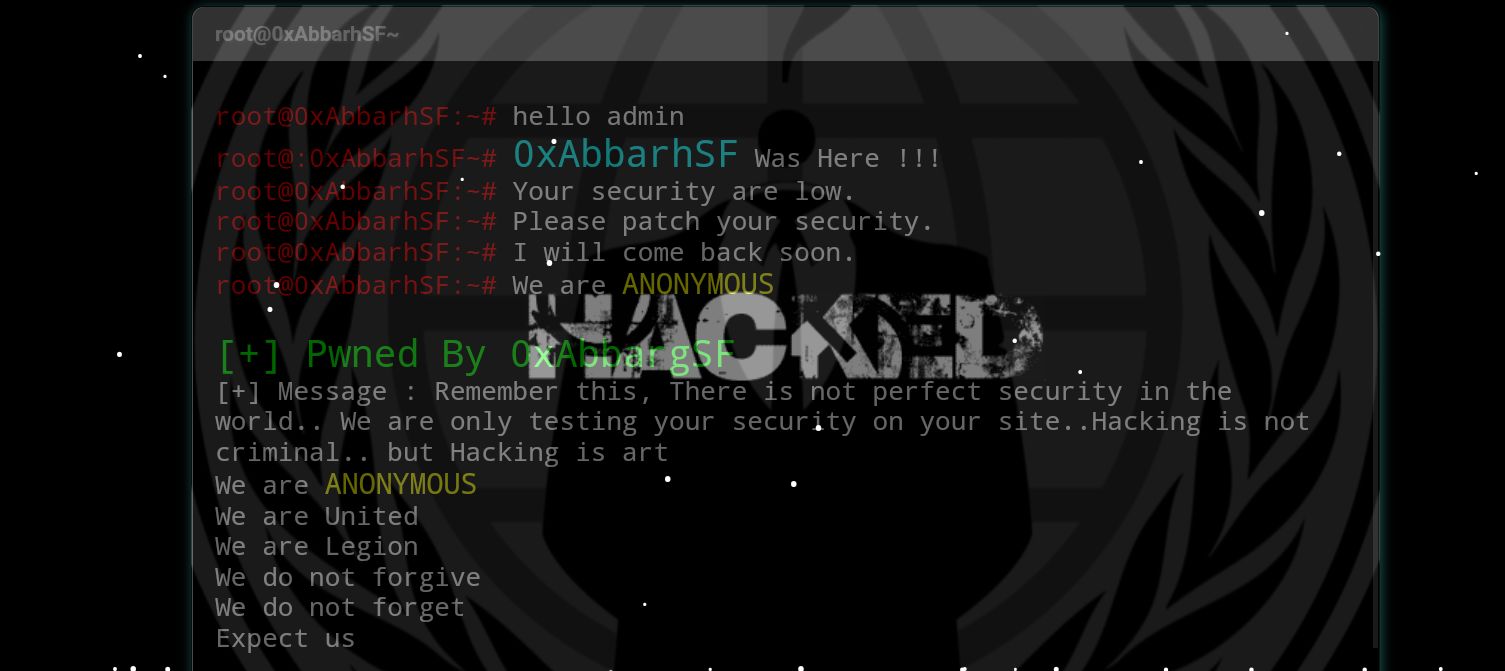 root@0xAbbarhSF~
root@0xAbbarhSF:~# hello admin
root@:0xAbbarhSF~# 0xAbbarhSF Was Here !!!
root@0xAbbarhSF:~# Your security are low.
root@0xAbbarhSF:~# Please patch your security.
root@0xAbbarhSF:~# I will come back soon.
root@0xAbbarhSF:~# We are ANONYMOUS
HACKED
[+] Pwned By 0xAbbargSF
[+] Message : Remember this, There is not perfect security in the
world.. We are only testing your security on your site..Hacking is not
criminal.. but Hacking is art
We are ANONYMOUS
We are United
We are Legion
We do not forgive
We do not forget
Expect us